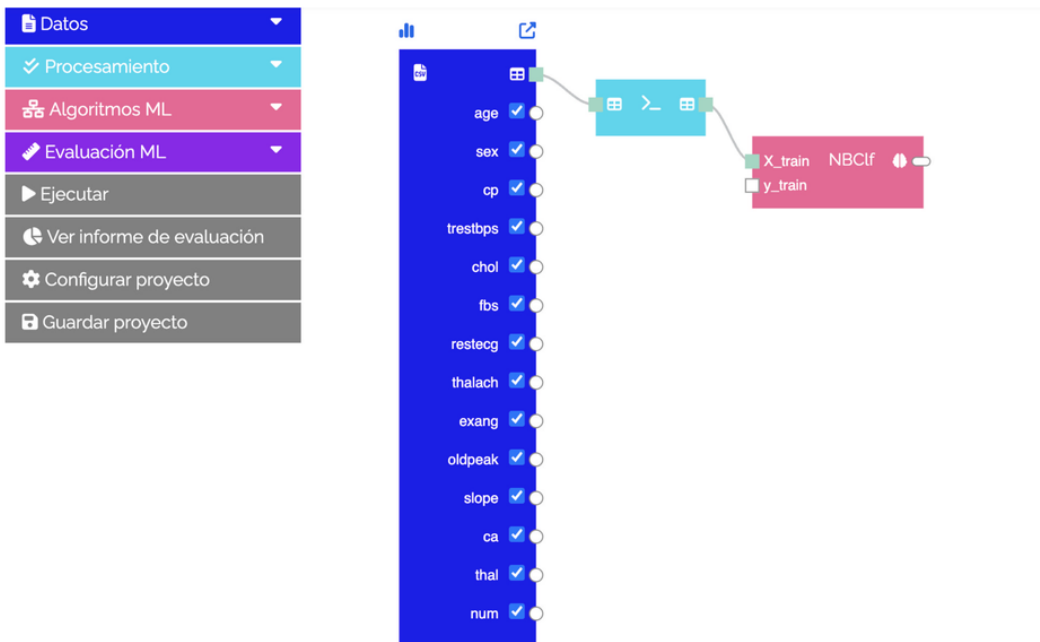 Datos
Procesamiento
Algoritmos ML
Evaluación ML
Ejecutar
Ver informe de evaluación
Configurar proyecto
Guardar proyecto
CSV
age
sex
cp
trestbps
chol
fbs
restecg
thalach
exang
oldpeak
slope
ca
thal
num
X_train NBClf
y_train